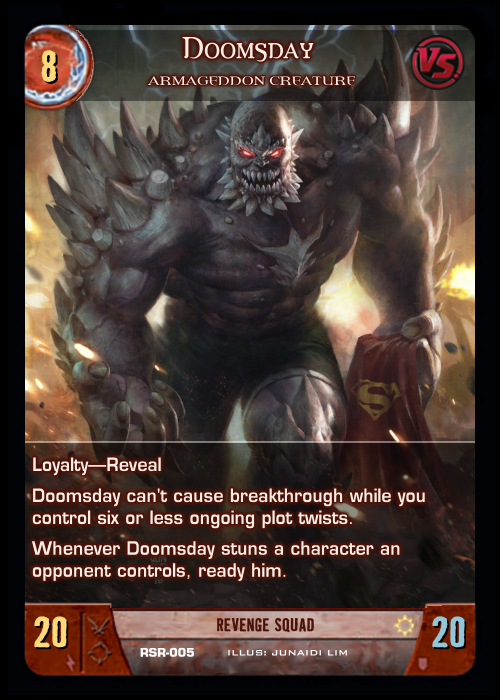 8
Doomsday
VS
ARMAGEDDON CREATURE
Loyalty—Reveal
Doomsday can't cause breakthrough while you
control six or less ongoing plot twists.
Whenever Doomsday stuns a character an
opponent controls, ready him.
20
REVENGE SQUAD
20
RSR-005 ILLUS: JUNAIDI LIM